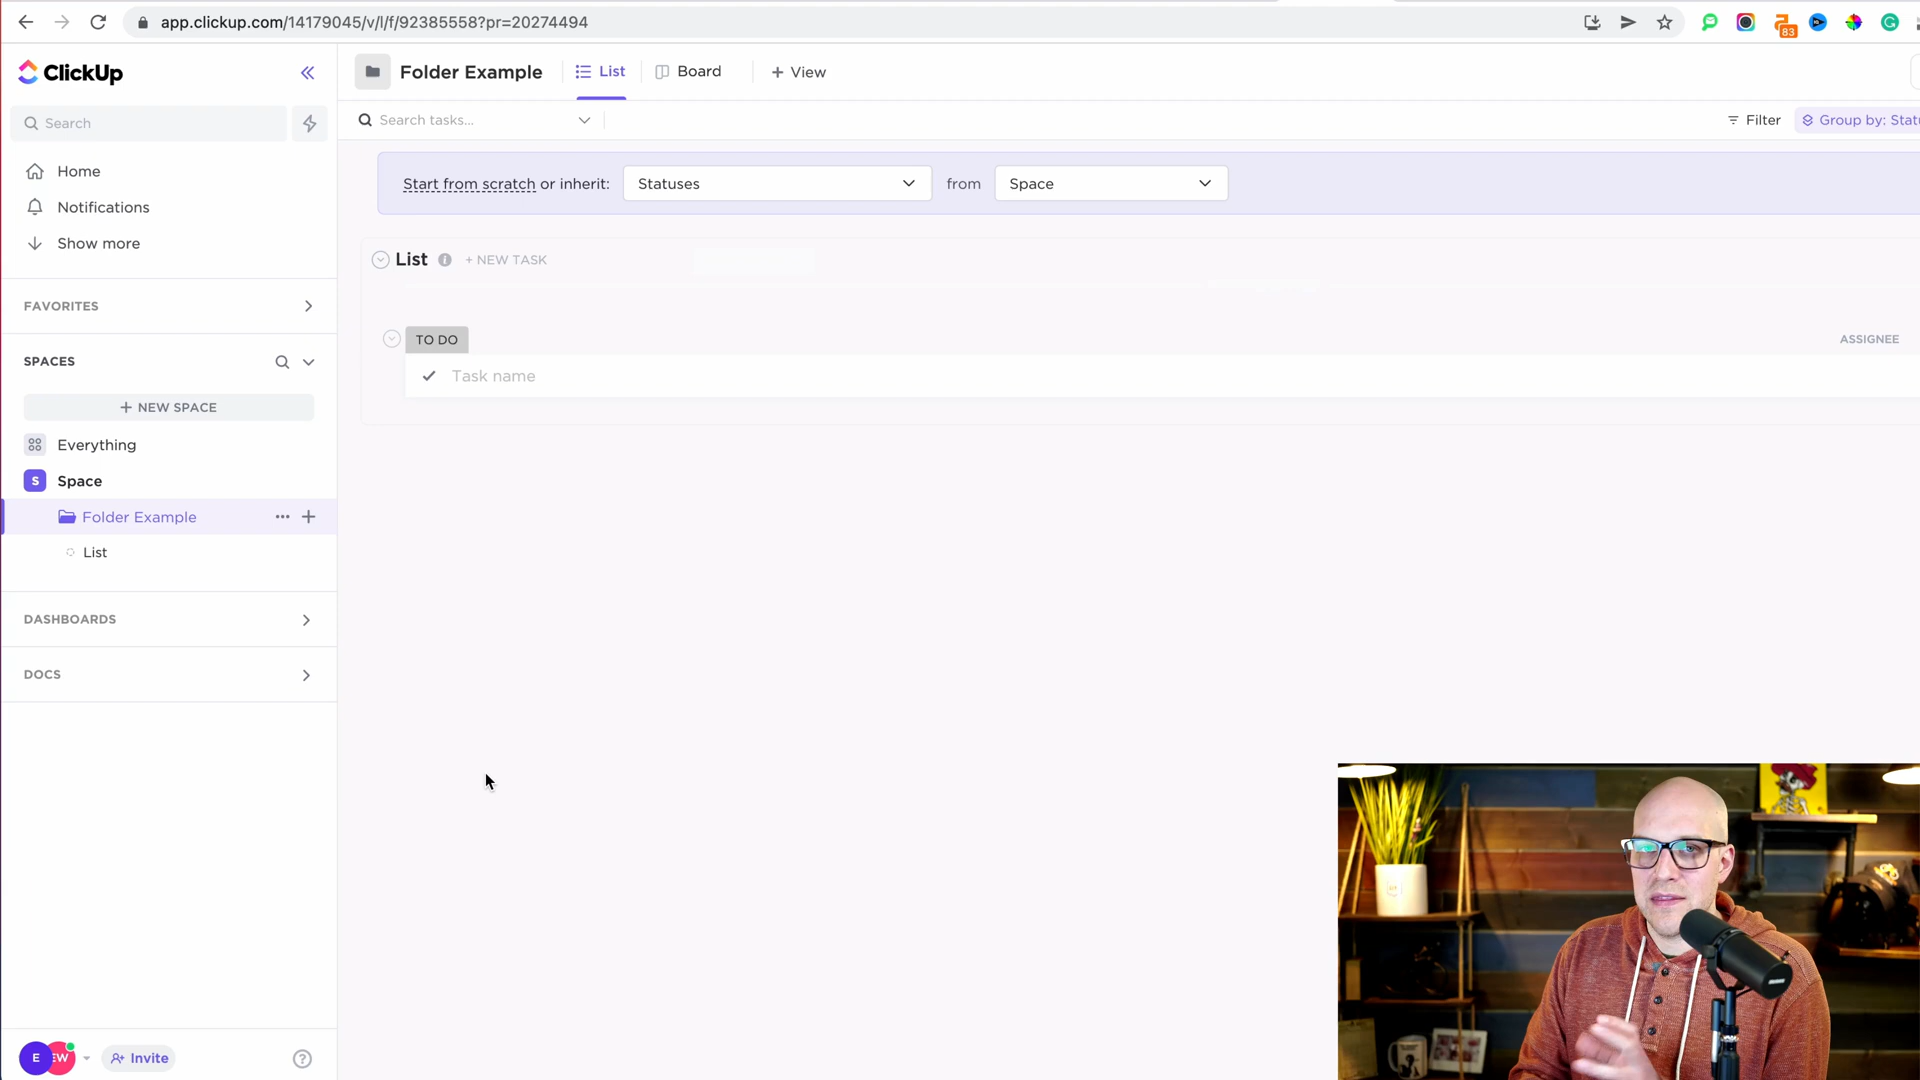 app.clickup.com/14179045/v/l/f/92385558?pr=20274494
83
ClickUp
Folder Example
List
Board
+ View
Search
Search tasks...
Filter
Group by: Stat
Home
Notifications
Show more
Start from scratch or inherit:
Statuses
from
Space
List
+ NEW TASK
FAVORITES
TO DO
ASSIGNEE
SPACES
Task name
+ NEW SPACE
Everything
S
Space
Folder Example
List
DASHBOARDS
DOCS
E
EW
Invite